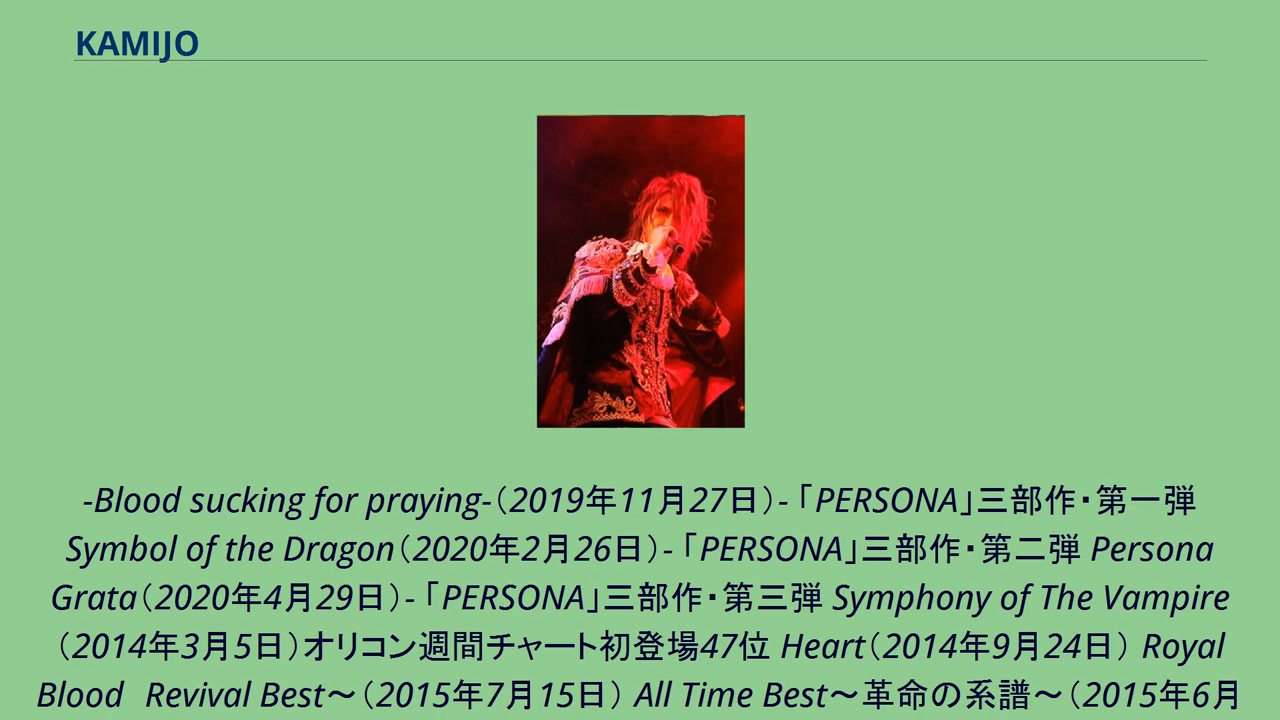 KAMIJO
-Blood sucking for praying-（2019年11月27日）- 「PERSONA」三部作・第一弾
Symbol of the Dragon（2020年2月26日）- 「PERSONA」三部作・第二弾 Persona
Grata（2020年4月29日）- 「PERSONA」三部作・第三弾 Symphony of The Vampire
（2014年3月5日）オリコン週間チャート初登場47位 Heart（2014年9月24日） Royal
Blood　Revival Best〜（2015年7月15日） All Time Best〜革命の系譜〜（2015年6月